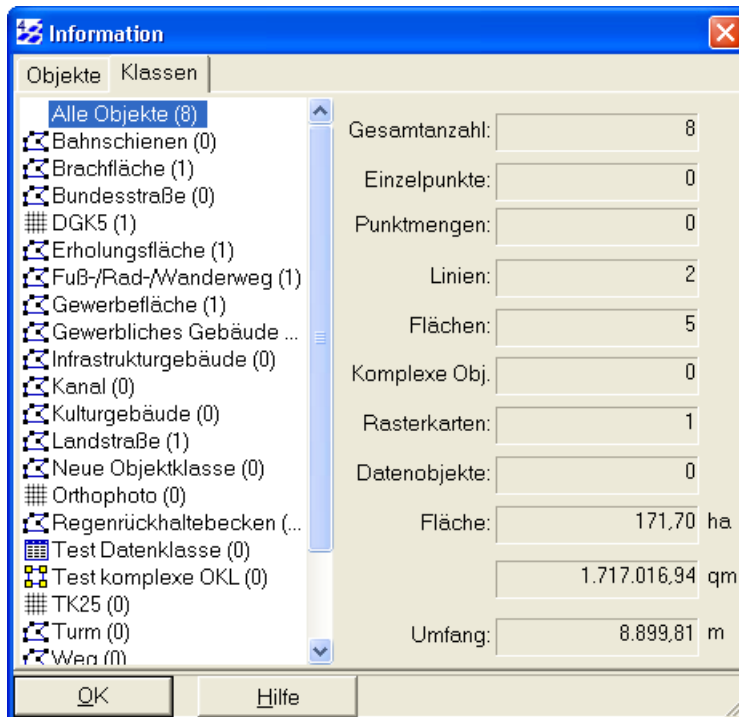 Information
Objekte Klassen
Alle Objekte (8)
Bahnschienen (0)
Brachfläche (1)
Bundesstraße (0)
DGK5 (1)
Erholungsfläche (1)
Fuß-/Rad-/Wanderweg (1)
Gewerbefläche (1)
Gewerbliches Gebäude ...
Infrastrukturgebäude (0)
Kanal (0)
Kulturgebäude (0)
Landstraße (1)
Neue Objektklasse (0)
Orthophoto (0)
Regenrückhaltebecken (...
Test Datenklasse (0)
Test komplexe OKL (0)
TK25 (0)
Turm (0)
Weg (0)
Gesamtanzahl: 8
Einzelpunkte: 0
Punktmengen: 0
Linien: 2
Flächen: 5
Komplexe Obj. 0
Rasterkarten: 1
Datenobjekte: 0
Fläche: 171,70 ha
1.717.016,94 qm
Umfang: 8.899,81 m
OK Hilfe